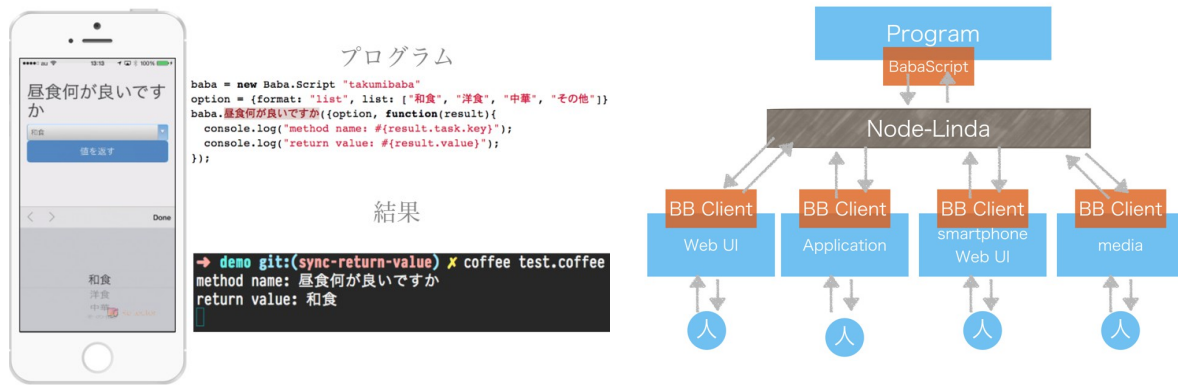 au 13:13 100%
昼食何が良いです
か
和食
値を返す
Done
和食
洋食
中華
プログラム
baba = new Baba.Script "takumibaba"
option = {format: "list", list: ["和食", "洋食", "中華", "その他"]}
baba.昼食何が良いですか({option, function(result){
console.log("method name: #{result.task.key}");
console.log("return value: #{result.value}");
});
結果
→ demo git:(sync-return-value) ✗ coffee test.coffee
method name: 昼食何が良いですか
return value: 和食
Program
BabaScript
Node-Linda
BB Client
Web UI
人
BB Client
Application
人
BB Client
smartphone
Web UI
人
BB Client
media
人